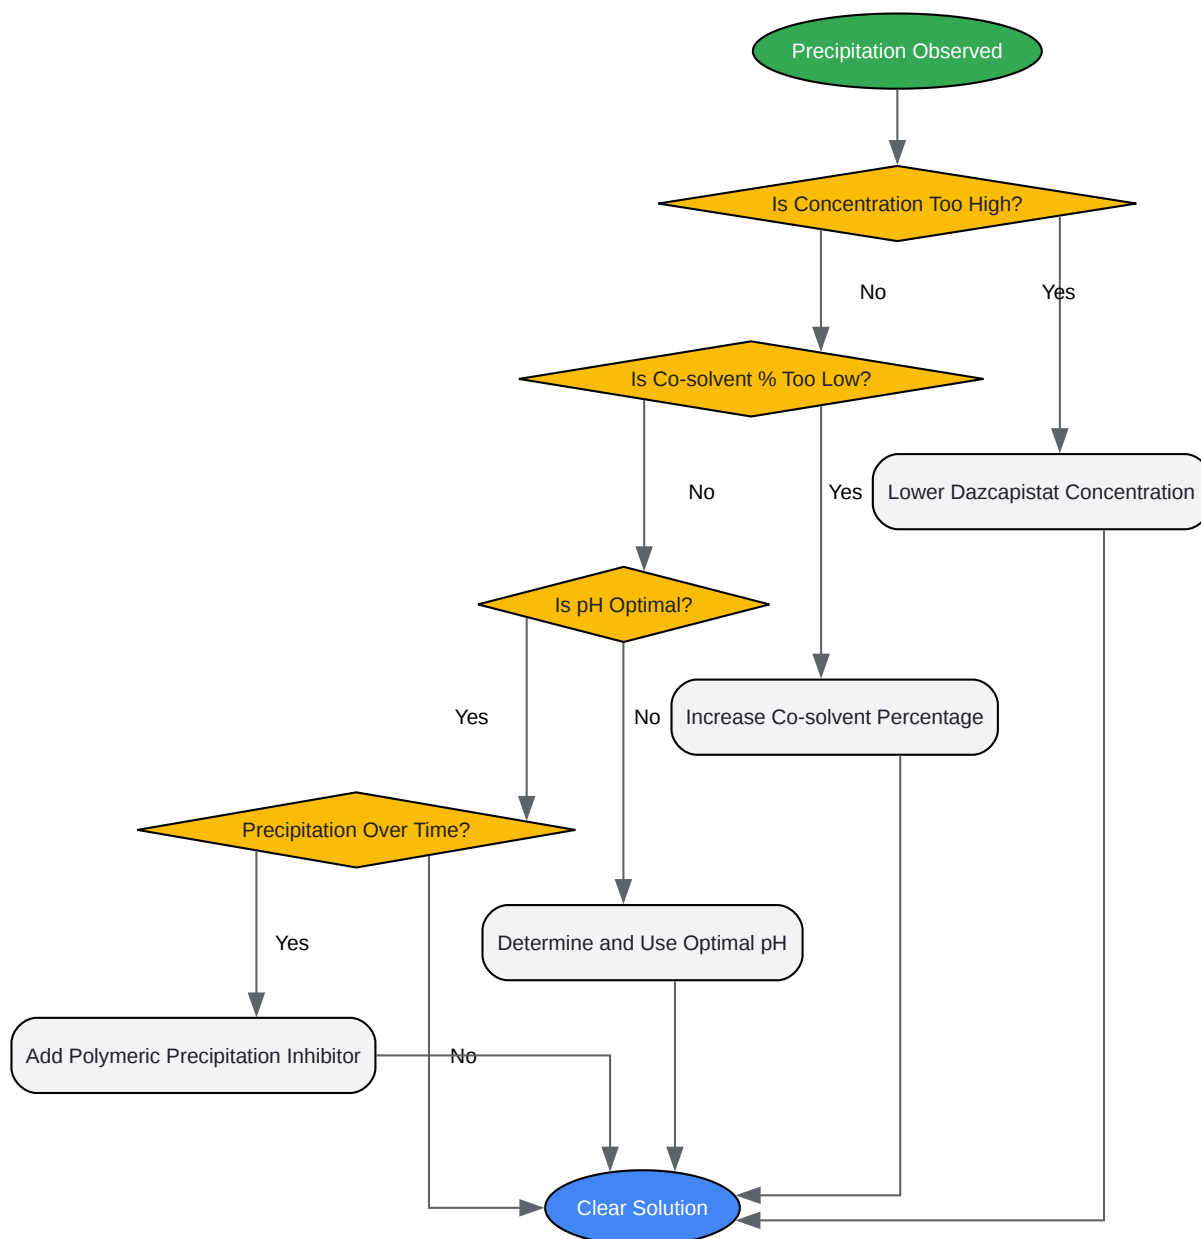 Precipitation Observed
Is Concentration Too High?
No
Yes
Is Co-solvent % Too Low?
No
Yes
Lower Dazcapistat Concentration
Is pH Optimal?
Yes
No
Increase Co-solvent Percentage
Precipitation Over Time?
Yes
Determine and Use Optimal pH
Add Polymeric Precipitation Inhibitor
No
Clear Solution